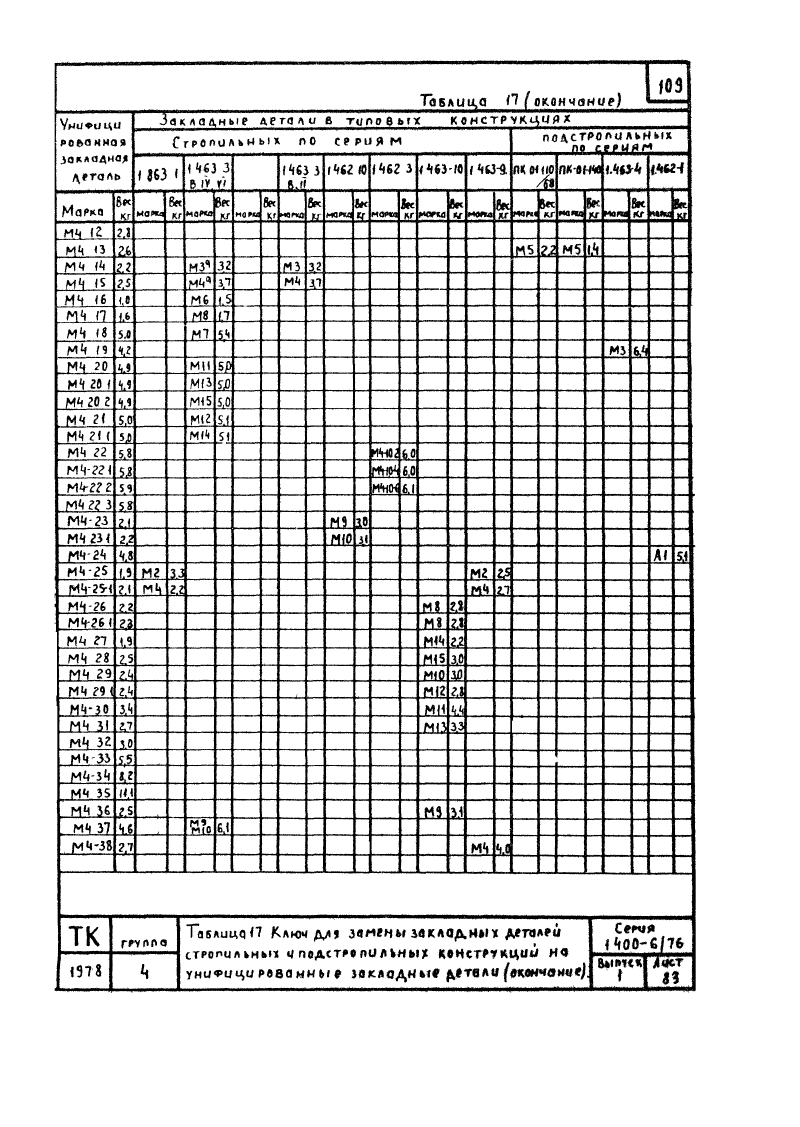 109
Таблица 17 (окончание)
Унифици
рованная
закладная
деталь
Закладные детали в типовых конструкциях
Стропильных по сериям
подстропильных
по сериям
1 863 1 | 1 463 3 В IV, VI | 1 463 3 В. II | 1 462 10 | 1 462 3 | 1 463-10 | 1 463-9 | ПК 01 110/68 | ПК-01-140 | 1.463-4 | 1.462-1
Марка | Вес кг | марка | Вес кг | марка | Вес кг | марка | Вес кг | марка | Вес кг | марка | Вес кг | марка | Вес кг | марка | Вес кг | марка | Вес кг | марка | Вес кг | марка | Вес кг | марка | Вес кг | марка | Вес кг
М4 12 2,8
М4 13 2,6 М5 2,2 М5 1,4
М4 14 2,2 М3а 3,2 М3 3,2
М4 15 2,5 М4а 3,7 М4 3,7
М4 16 1,0 М6 1,5
М4 17 1,6 М8 1,7
М4 18 5,0 М7 5,4
М4 19 4,2 М3 6,4
М4 20 4,9 М11 5,0
М4 20 1 4,9 М13 5,0
М4 20 2 4,9 М15 5,0
М4 21 5,0 М12 5,1
М4 21 1 5,0 М14 5,1
М4 22 5,8 М4-10-2 6,0
М4-22 1 5,8 М4-10-4 6,0
М4-22 2 5,9 М4-10-6 6,1
М4 22 3 5,8
М4-23 2,1 М9 3,0
М4 23-1 2,2 М10 3,1
М4-24 4,8 А1 5,1
М4-25 1,9 М2 3,3 М2 2,5
М4-25-1 2,1 М4 2,2 М4 2,7
М4-26 2,2 М8 2,8
М4-26 1 2,3 М8 2,8
М4 27 1,9 М14 2,2
М4 28 2,5 М15 3,0
М4 29 2,4 М10 3,0
М4 29 1 2,4 М12 2,8
М4-30 3,4 М11 4,4
М4 31 2,7 М13 3,3
М4 32 3,0
М4-33 5,5
М4-34 8,2
М4 35 11,1
М4 36 2,5 М9 3,1
М4 37 4,6 М9 М10 6,1
М4-38 2,7 М4 4,0
ТК
группа
1978
4
Таблица 17 Ключ для замены закладных деталей
стропильных и подстропильных конструкций на
унифицированные закладные детали (окончание).
Серия
1 400-6/76
Выпуск
1
Лист
83